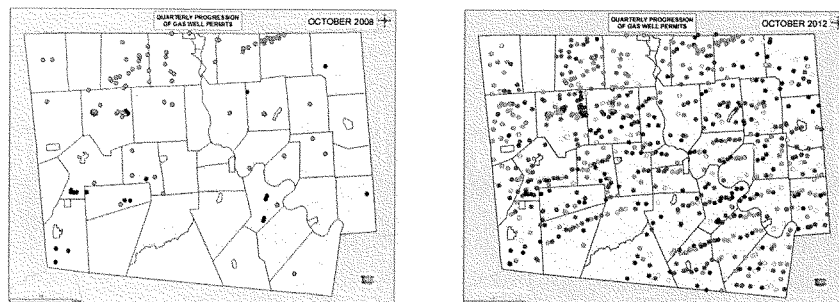 QUARTERLY PROGRESSION
OF GAS WELL PERMITS
OCTOBER 2008
QUARTERLY PROGRESSION
OF GAS WELL PERMITS
OCTOBER 2012